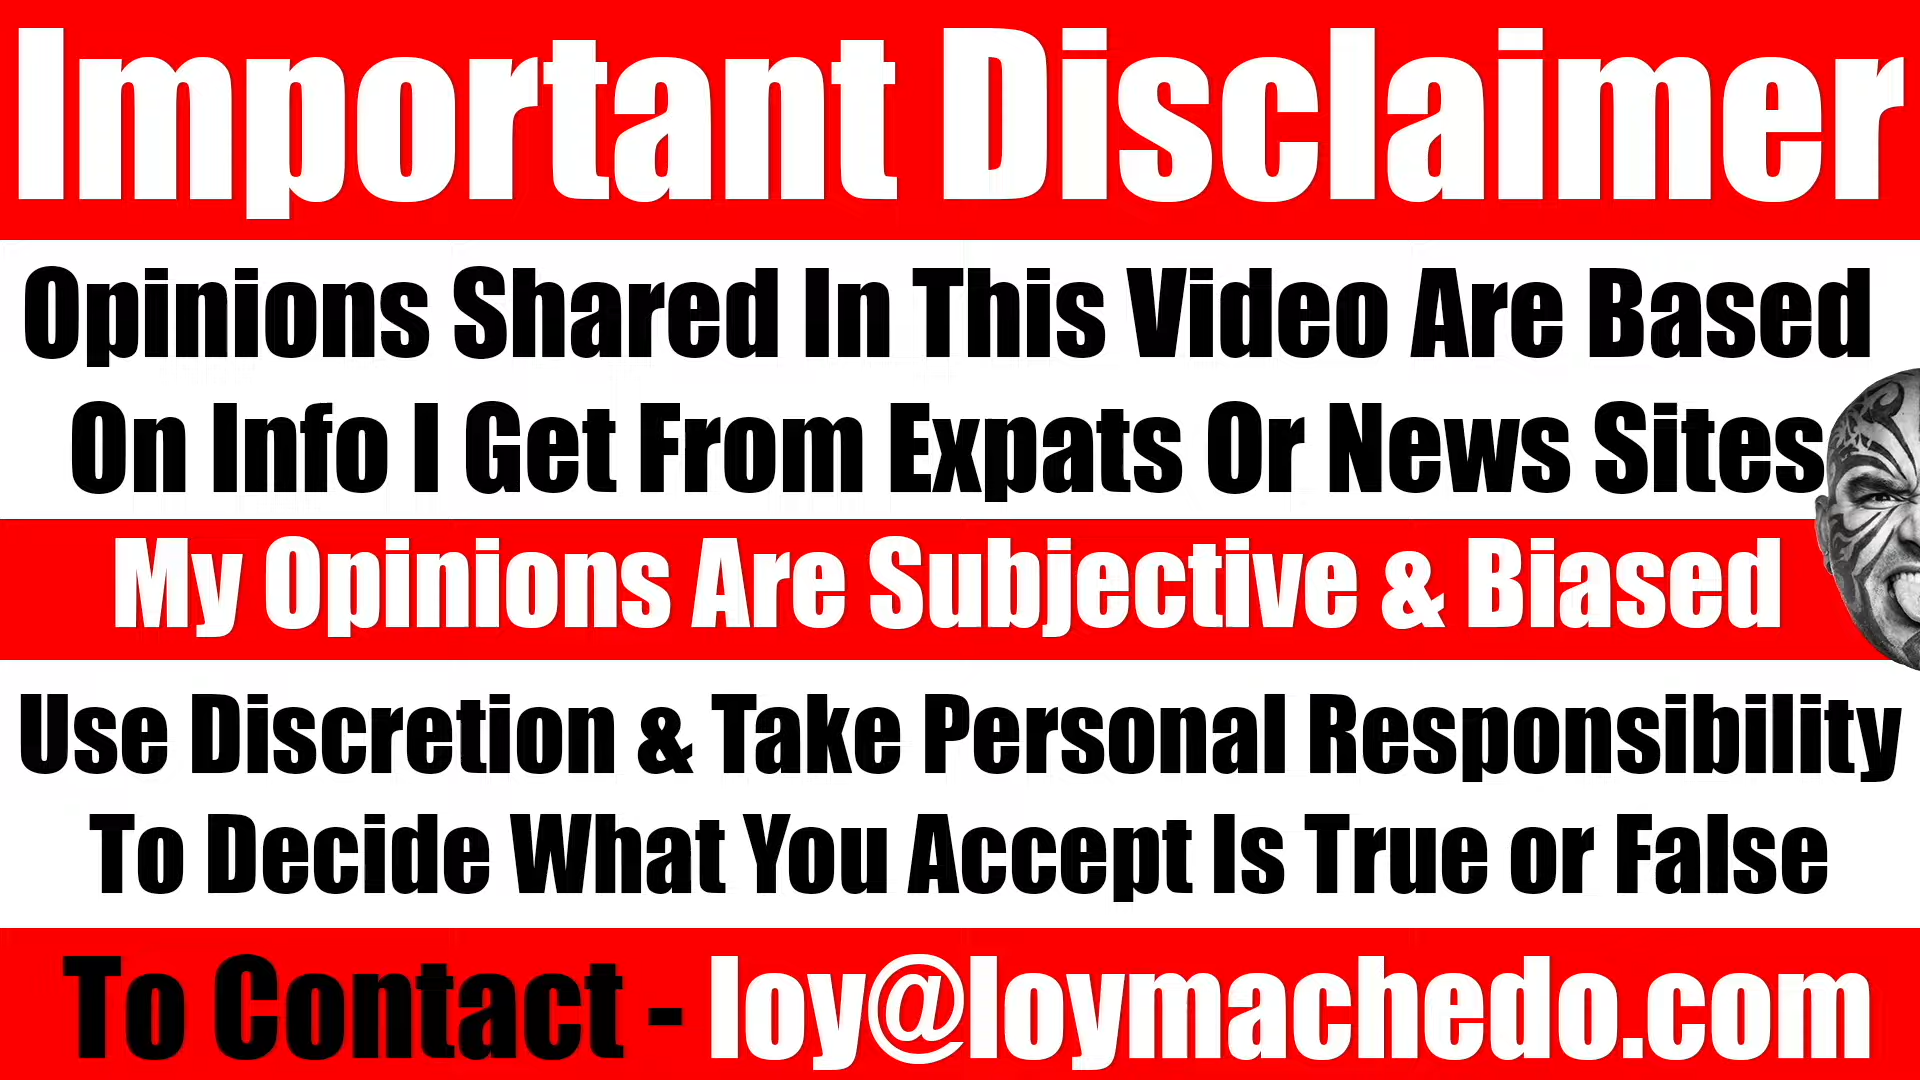 Important Disclaimer
Opinions Shared In This Video Are Based
On Info I Get From Expats Or News Sites
My Opinions Are Subjective & Biased
Use Discretion & Take Personal Responsibility
To Decide What You Accept Is True or False
To Contact - loy@loymachedo.com